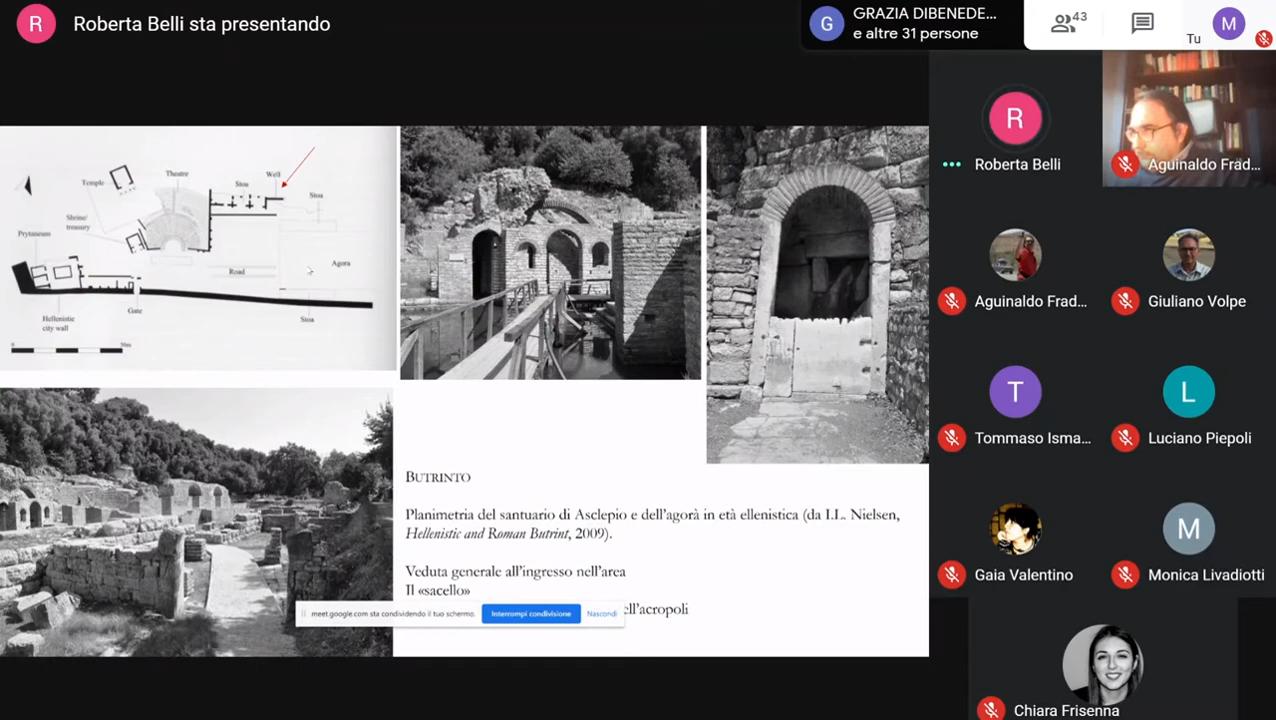 R
Roberta Belli sta presentando
G
GRAZIA DIBENEDE...
e altre 31 persone
43
Tu
M
R
Roberta Belli
Aguinaldo Frad...
Aguinaldo Frad...
Giuliano Volpe
T
Tommaso Isma...
L
Luciano Piepoli
Gaia Valentino
M
Monica Livadiotti
Chiara Frisenna
Temple
Theatre
Stoa
Well
Stoa
Shrine/
treasury
Prytaneum
Road
Agora
Gate
Hellenistic
city wall
Stoa
0
50m
BUTRINTO
Planimetria del santuario di Asclepio e dell'agorà in età ellenistica (da I.L. Nielsen,
Hellenistic and Roman Butrint, 2009).
Veduta generale all'ingresso nell'area
Il «sacello»
ell'acropoli
meet.google.com sta condividendo il tuo schermo.
Interrompi condivisione
Nascondi